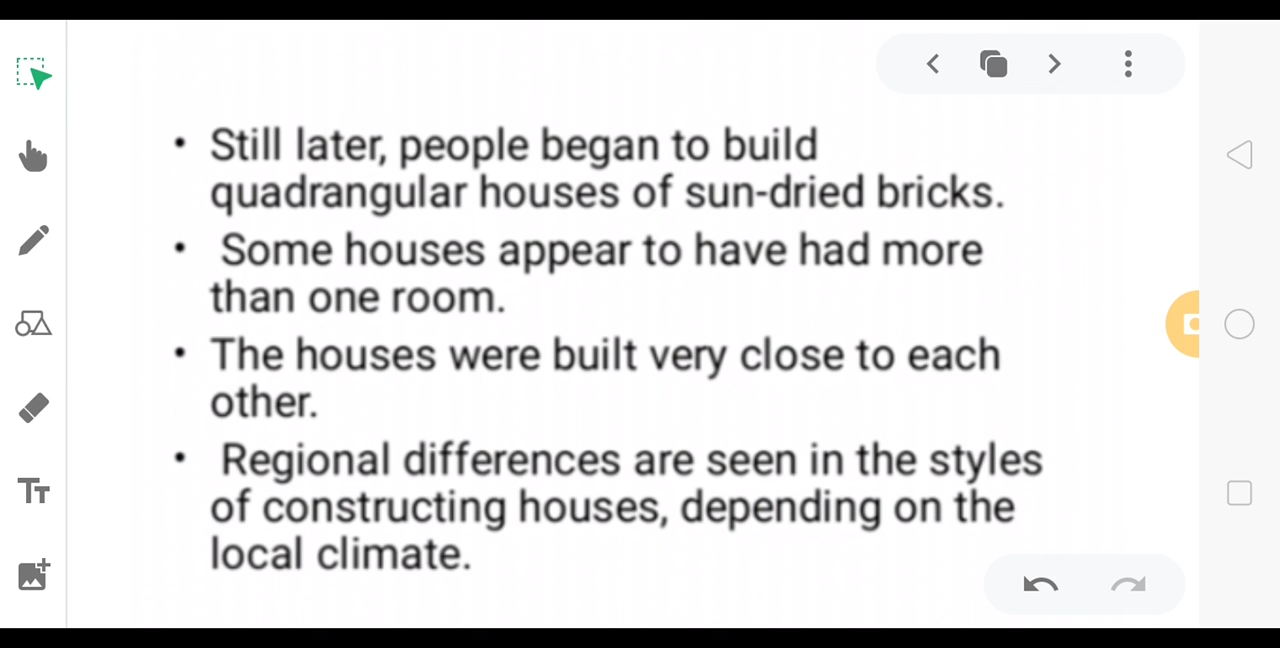 • Still later, people began to build
quadrangular houses of sun-dried bricks.
• Some houses appear to have had more
than one room.
• The houses were built very close to each
other.
• Regional differences are seen in the styles
of constructing houses, depending on the
local climate.
TT